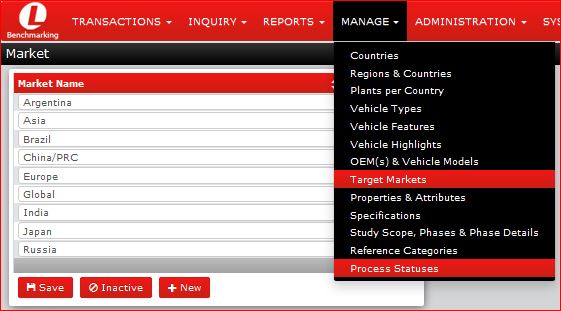 L
Benchmarking
TRANSACTIONS INQUIRY REPORTS MANAGE ADMINISTRATION SYS
Market
Market Name
Argentina
Asia
Brazil
China/PRC
Europe
Global
India
Japan
Russia
Save Inactive New
Countries
Regions & Countries
Plants per Country
Vehicle Types
Vehicle Features
Vehicle Highlights
OEM(s) & Vehicle Models
Target Markets
Properties & Attributes
Specifications
Study Scope, Phases & Phase Details
Reference Categories
Process Statuses